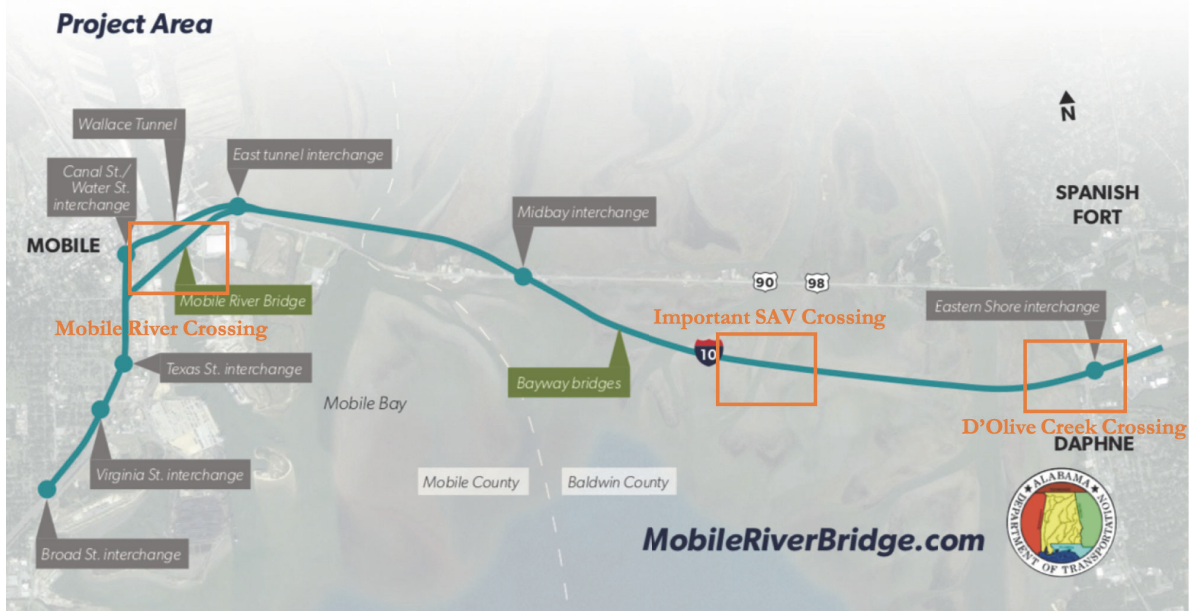 Project Area
Wallace Tunnel
East tunnel interchange
Canal St./
Water St.
interchange
N
SPANISH
FORT
Midbay interchange
MOBILE
90
98
Mobile River Bridge
Eastern Shore interchange
Mobile River Crossing
Important SAV Crossing
10
Texas St. interchange
Bayway bridges
Mobile Bay
D'Olive Creek Crossing
DAPHNE
Virginia St. interchange
Mobile County
Baldwin County
ALABAMA
DEPARTMENT OF TRANSPORTATION
MobileRiverBridge.com
Broad St. interchange